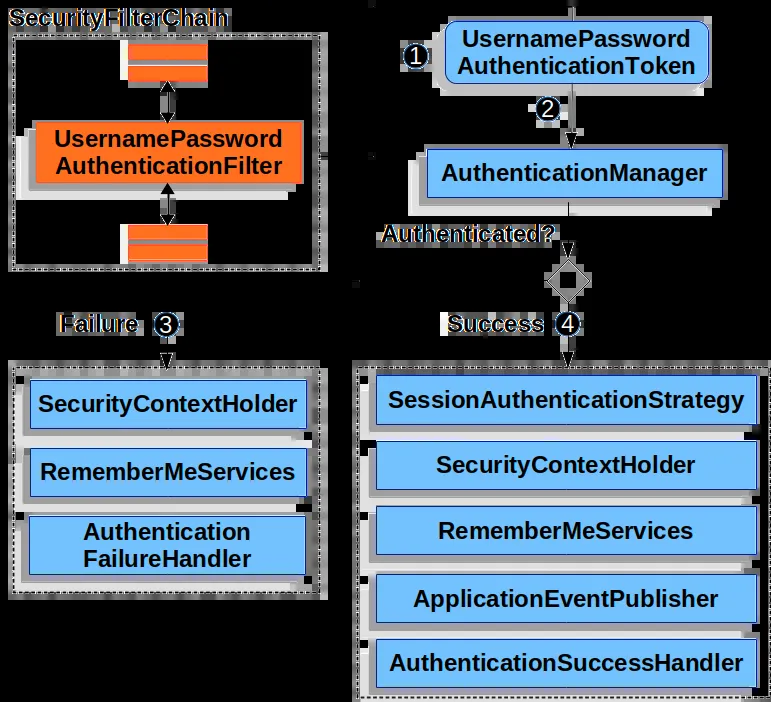 SecurityFilterChain
UsernamePassword
AuthenticationFilter
1
UsernamePassword
AuthenticationToken
2
AuthenticationManager
Authenticated?
Failure 3
SecurityContextHolder
RememberMeServices
Authentication
FailureHandler
Success 4
SessionAuthenticationStrategy
SecurityContextHolder
RememberMeServices
ApplicationEventPublisher
AuthenticationSuccessHandler